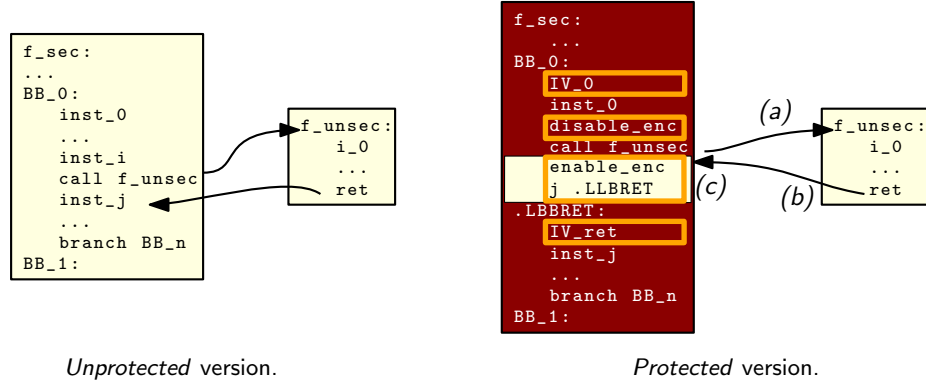 f_sec:
...
BB_0:
inst_0
...
inst_i
call f_unsec
inst_j
...
branch BB_n
BB_1:
f_unsec:
i_0
...
ret
Unprotected version.
f_sec:
...
BB_0:
IV_0
inst_0
disable_enc
call f_unsec
enable_enc
j .LLBRET
.LBBRET:
IV_ret
inst_j
...
branch BB_n
BB_1:
(a)
(b)
(c)
f_unsec:
i_0
...
ret
Protected version.